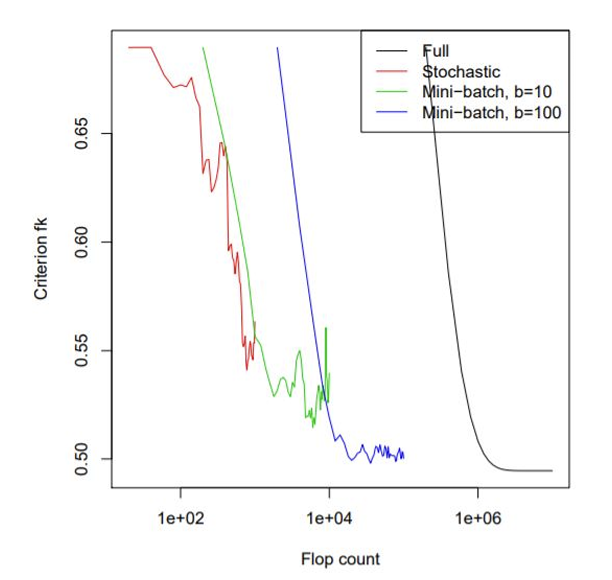 Full
Stochastic
Mini−batch, b=10
Mini−batch, b=100
0.65
0.60
0.55
0.50
Criterion fk
1e+02 1e+04 1e+06
Flop count